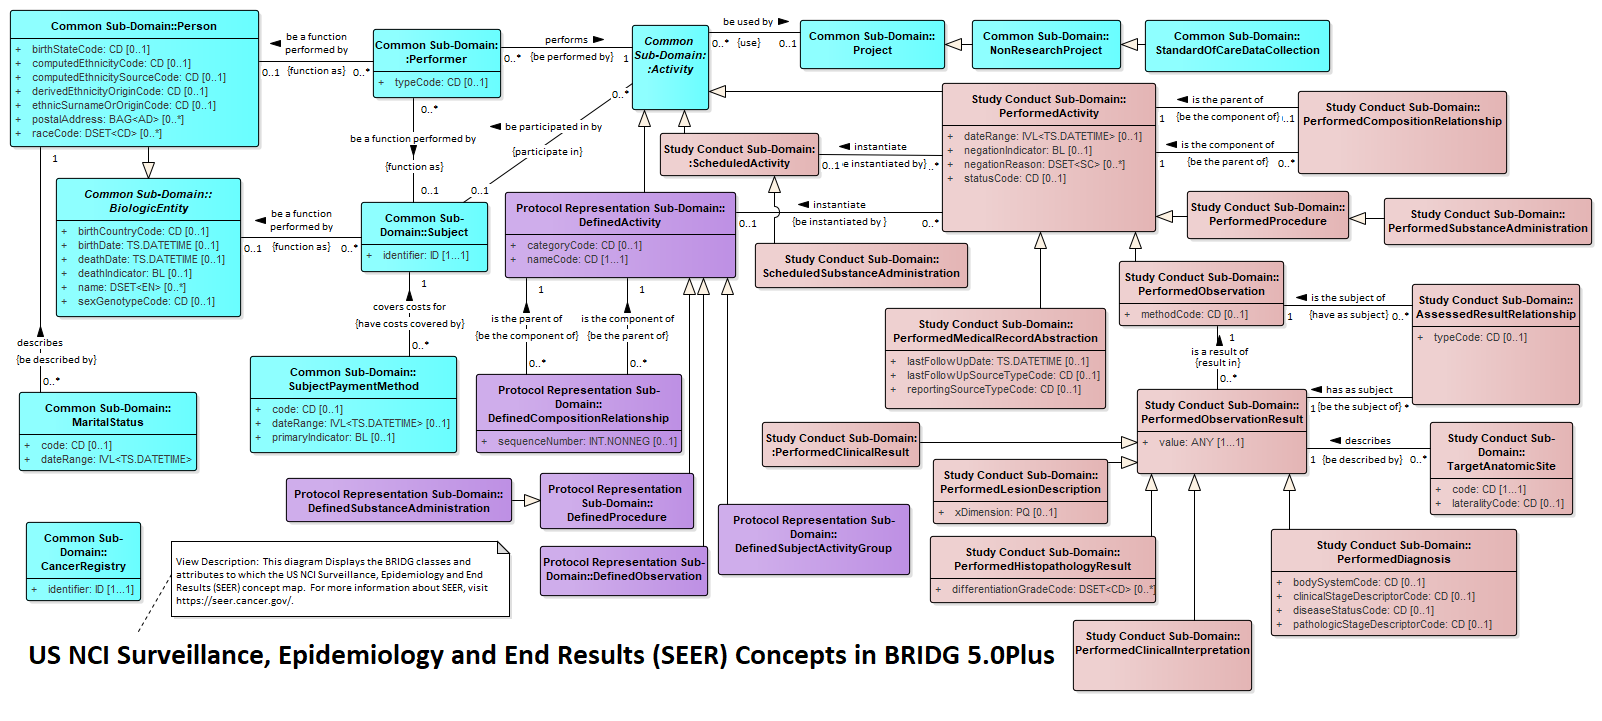 Common Sub-Domain::Person
+ birthStateCode: CD [0..1]
+ computedEthnicityCode: CD [0..1]
+ computedEthnicitySourceCode: CD [0..1]
+ derivedEthnicityOriginCode: CD [0..1]
+ ethnicSurnameOrOriginCode: CD [0..1]
+ postalAddress: BAG<AD> [0..*]
+ raceCode: DSET<CD> [0..*]
be a function
performed by
0..1 {function as} 0..*
Common Sub-Domain:
:Performer
+ typeCode: CD [0..1]
performs
0..* {be performed by} 1
Common
Sub-Domain:
:Activity
be used by
0..* {use} 0..1
Common Sub-Domain::
Project
Common Sub-Domain::
NonResearchProject
Common Sub-Domain::
StandardOfCareDataCollection
0..*
be a function performed by
{function as}
0..1
0..*
be participated in by
{participate in}
0..1
Study Conduct Sub-Domain:
:ScheduledActivity
instantiate
0..1 {be instantiated by} 0..*
Study Conduct Sub-Domain::
PerformedActivity
+ dateRange: IVL<TS.DATETIME> [0..1]
+ negationIndicator: BL [0..1]
+ negationReason: DSET<SC> [0..*]
+ statusCode: CD [0..1]
is the parent of
1 {be the component of} 0..1
is the component of
1 {be the parent of} 0..*
Study Conduct Sub-Domain::
PerformedCompositionRelationship
1
Common Sub-Domain::
BiologicEntity
+ birthCountryCode: CD [0..1]
+ birthDate: TS.DATETIME [0..1]
+ deathDate: TS.DATETIME [0..1]
+ deathIndicator: BL [0..1]
+ name: DSET<EN> [0..*]
+ sexGenotypeCode: CD [0..1]
be a function
performed by
0..1 {function as} 0..*
Common Sub-
Domain::Subject
+ identifier: ID [1...1]
Protocol Representation Sub-Domain::
DefinedActivity
+ categoryCode: CD [0..1]
+ nameCode: CD [1...1]
instantiate
0..1 {be instantiated by } 0..*
Study Conduct Sub-Domain::
PerformedProcedure
Study Conduct Sub-Domain::
PerformedSubstanceAdministration
Study Conduct Sub-Domain::
ScheduledSubstanceAdministration
Study Conduct Sub-Domain::
PerformedObservation
+ methodCode: CD [0..1]
is the subject of
1 {have as subject} 0..*
Study Conduct Sub-Domain::
AssessedResultRelationship
+ typeCode: CD [0..1]
1
covers costs for
{have costs covered by}
0..*
1
is the parent of
{be the component of}
0..*
1
is the component of
{be the parent of}
0..*
Study Conduct Sub-Domain::
PerformedMedicalRecordAbstraction
+ lastFollowUpDate: TS.DATETIME [0..1]
+ lastFollowUpSourceTypeCode: CD [0..1]
+ reportingSourceTypeCode: CD [0..1]
1
is a result of
{result in}
0..*
describes
{be described by}
0..*
Common Sub-Domain::
SubjectPaymentMethod
+ code: CD [0..1]
+ dateRange: IVL<TS.DATETIME> [0..1]
+ primaryIndicator: BL [0..1]
Protocol Representation Sub-
Domain::
DefinedCompositionRelationship
+ sequenceNumber: INT.NONNEG [0..1]
Common Sub-Domain::
MaritalStatus
+ code: CD [0..1]
+ dateRange: IVL<TS.DATETIME>
Study Conduct Sub-Domain::
PerformedObservationResult
+ value: ANY [1...1]
has as subject
1 {be the subject of} *
describes
1 {be described by} 0..*
Study Conduct Sub-
Domain::
TargetAnatomicSite
+ code: CD [1...1]
+ lateralityCode: CD [0..1]
Study Conduct Sub-Domain:
:PerformedClinicalResult
Study Conduct Sub-Domain::
PerformedLesionDescription
+ xDimension: PQ [0..1]
Protocol Representation Sub-Domain::
DefinedSubstanceAdministration
Protocol Representation
Sub-Domain::
DefinedProcedure
Protocol Representation Sub-
Domain::
DefinedSubjectActivityGroup
Protocol Representation Sub-
Domain::DefinedObservation
Study Conduct Sub-Domain::
PerformedHistopathologyResult
+ differentiationGradeCode: DSET<CD> [0..*]
Study Conduct Sub-Domain::
PerformedDiagnosis
+ bodySystemCode: CD [0..1]
+ clinicalStageDescriptorCode: CD [0..1]
+ diseaseStatusCode: CD [0..1]
+ pathologicStageDescriptorCode: CD [0..1]
Common Sub-
Domain::
CancerRegistry
+ identifier: ID [1...1]
View Description: This diagram Displays the BRIDG classes and
attributes to which the US NCI Surveillance, Epidemiology and End
Results (SEER) concept map. For more information about SEER, visit
https://seer.cancer.gov/.
Study Conduct Sub-Domain::
PerformedClinicalInterpretation
US NCI Surveillance, Epidemiology and End Results (SEER) Concepts in BRIDG 5.0Plus